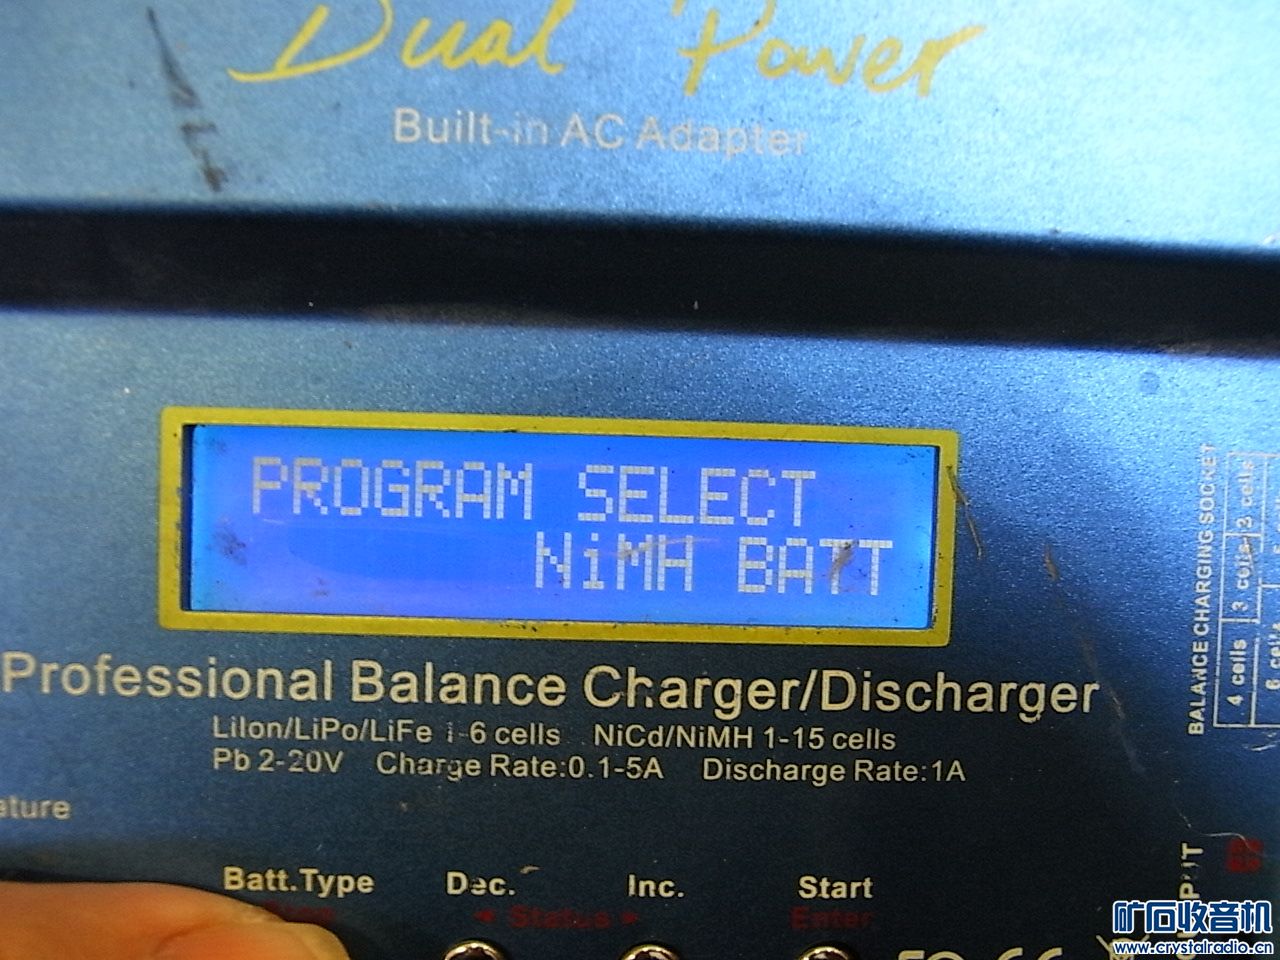 Dual Power
Built-in AC Adapter
PROGRAM SELECT
NiMH BATT
Professional Balance Charger/Discharger
LiIon/LiPo/LiFe 1-6 cells NiCd/NiMH 1-15 cells
Pb 2-20V Charge Rate:0.1-5A Discharge Rate:1A
ature
Batt.Type Dec. Inc. Start
Stop ◄ Status ► Enter
BALANCE CHARGING SOCKET
4 cells 3 cells 3 cells
6 cells
矿石收音机
www.crystalradio.cn